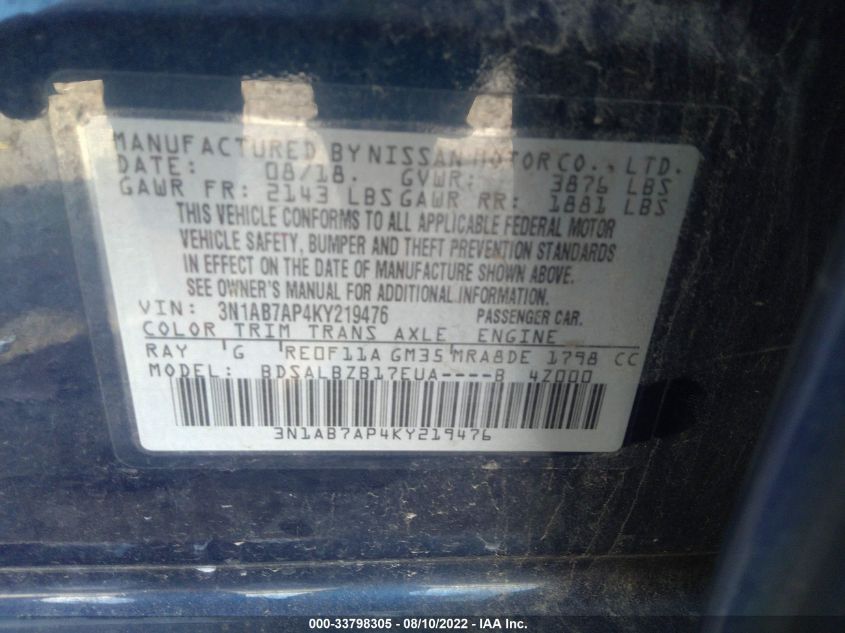 MANUFACTURED BY NISSAN MOTOR CO., LTD.
DATE: 08/18. GVWR: 3876 LBS
GAWR FR: 2143 LBS GAWR RR: 1881 LBS
THIS VEHICLE CONFORMS TO ALL APPLICABLE FEDERAL MOTOR
VEHICLE SAFETY, BUMPER AND THEFT PREVENTION STANDARDS
IN EFFECT ON THE DATE OF MANUFACTURE SHOWN ABOVE.
SEE OWNER'S MANUAL FOR ADDITIONAL INFORMATION.
VIN: 3N1AB7AP4KY219476 PASSENGER CAR.
COLOR TRIM TRANS AXLE ENGINE
RAY G RE0F11A GM35 MRA8DE 1798 CC
MODEL: BDSALBZB17EUA----B 4Z000
3N1AB7AP4KY219476
000-33798305 - 08/10/2022 - IAA Inc.